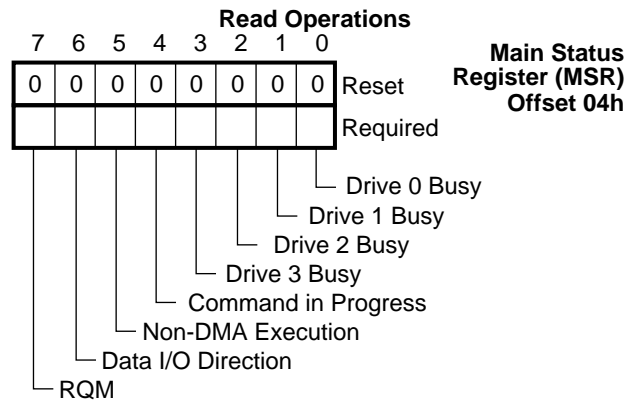 Read Operations
7 6 5 4 3 2 1 0
Main Status
Register (MSR)
Offset 04h
0 0 0 0 0 0 0 0 Reset
Required
Drive 0 Busy
Drive 1 Busy
Drive 2 Busy
Drive 3 Busy
Command in Progress
Non-DMA Execution
Data I/O Direction
RQM